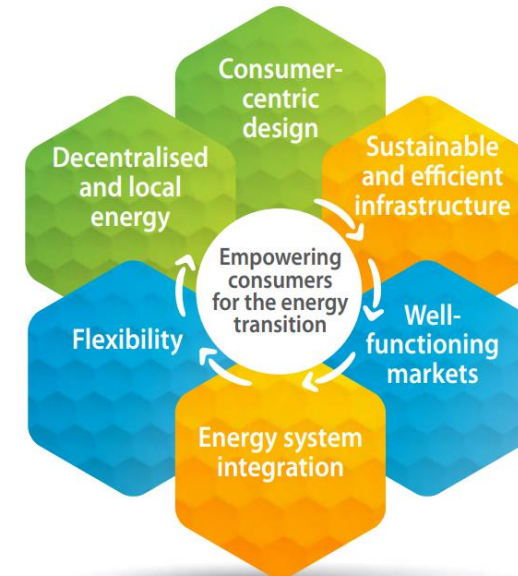 Consumer-
centric
design
Sustainable
and efficient
infrastructure
Well-
functioning
markets
Energy system
integration
Flexibility
Decentralised
and local
energy
Empowering
consumers
for the energy
transition